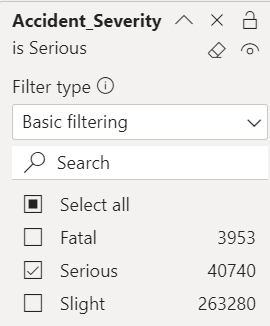 Accident_Severity
is Serious
Filter type
Basic filtering
Search
Select all
Fatal 3953
Serious 40740
Slight 263280